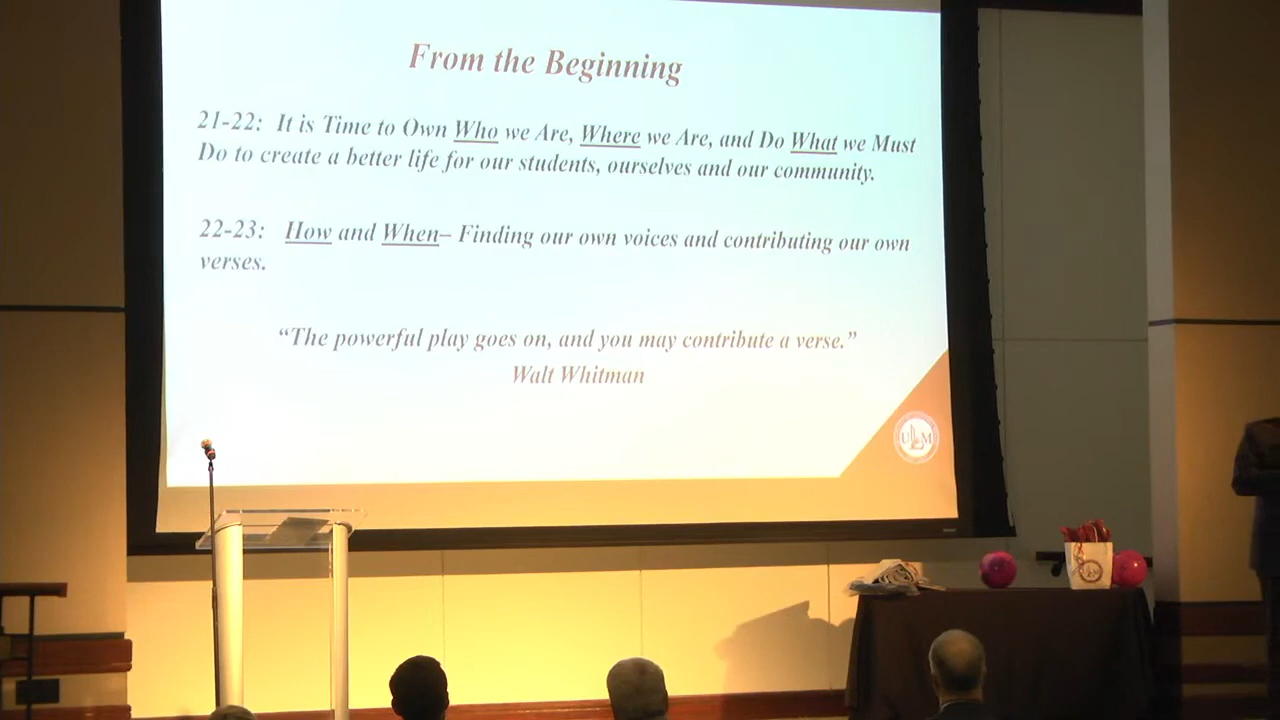 From the Beginning
21-22: It is Time to Own Who we Are, Where we Are, and Do What we Must
Do to create a better life for our students, ourselves and our community.
22-23: How and When– Finding our own voices and contributing our own
verses.
“The powerful play goes on, and you may contribute a verse.”
Walt Whitman
ULM